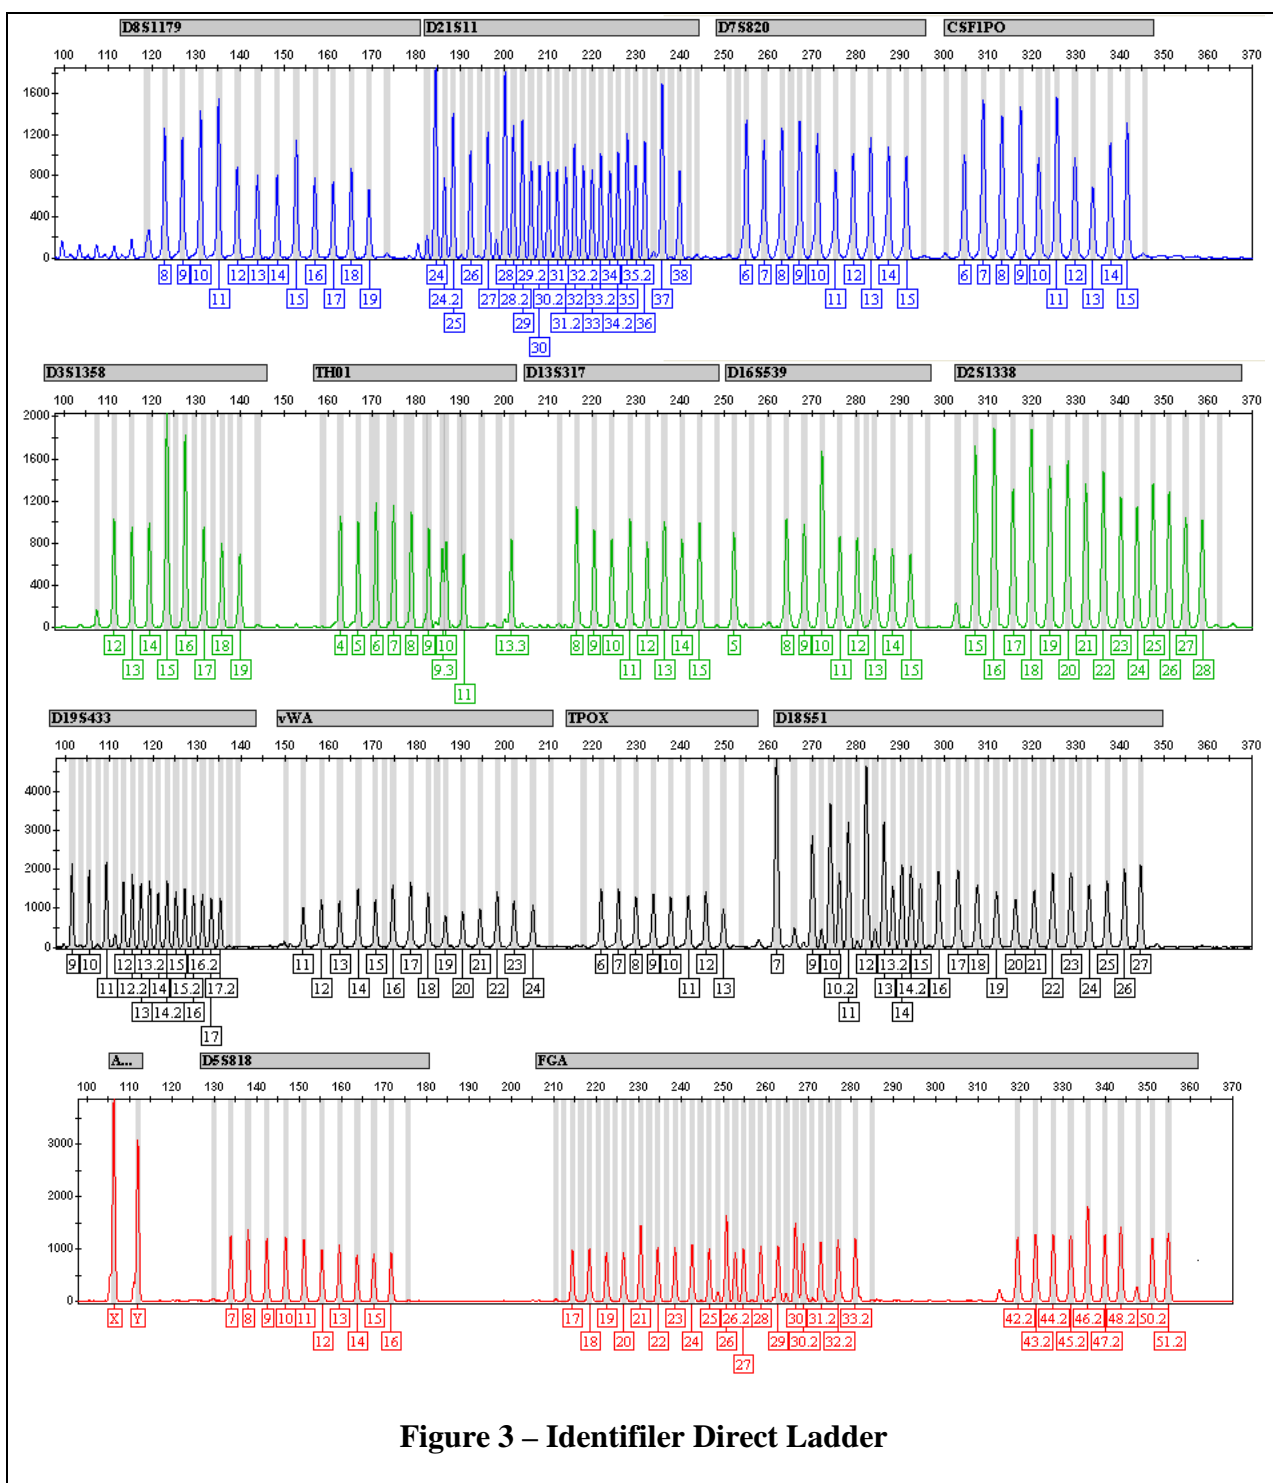 D8S1179 D21S11 D7S820 CSF1PO
100 110 120 130 140 150 160 170 180 190 200 210 220 230 240 250 260 270 280 290 300 310 320 330 340 350 360 370
1600
1200
800
400
0
8 9 10 12 13 14 16 18 24 26 28 29.2 31 32.2 34 35.2 38 6 7 8 9 10 12 14 6 7 8 9 10 12 14
11 15 17 19 24.2 27 28.2 30.2 32 33.2 35 37 11 13 15 11 13 15
25 29 31.2 33 34.2 36
30
D3S1358 TH01 D13S317 D16S539 D2S1338
100 110 120 130 140 150 160 170 180 190 200 210 220 230 240 250 260 270 280 290 300 310 320 330 340 350 360 370
2000
1600
1200
800
400
0
12 14 16 18 4 5 6 7 8 9 10 13.3 8 9 10 12 14 5 8 9 10 12 14 15 17 19 21 23 25 27
13 15 17 19 9.3 11 13 15 11 13 15 16 18 20 22 24 26 28
11
D19S433 vWA TPOX D18S51
100 110 120 130 140 150 160 170 180 190 200 210 220 230 240 250 260 270 280 290 300 310 320 330 340 350 360 370
4000
3000
2000
1000
0
9 10 12 13.2 15 16.2 11 13 15 17 19 21 23 6 7 8 9 10 12 7 9 10 12 13.2 15 17 18 20 21 23 25 27
11 12.2 14 15.2 17.2 12 14 16 18 20 22 24 11 13 10.2 13 14.2 16 19 22 24 26
13 14.2 16 11 14
17
A... D5S818 FGA
100 110 120 130 140 150 160 170 180 190 200 210 220 230 240 250 260 270 280 290 300 310 320 330 340 350 360 370
3000
2000
1000
0
X Y 7 8 9 10 11 13 15 17 19 21 23 25 26.2 28 30 31.2 33.2 42.2 44.2 46.2 48.2 50.2
12 14 16 18 20 22 24 26 29 30.2 32.2 43.2 45.2 47.2 51.2
27
Figure 3 – Identifiler Direct Ladder